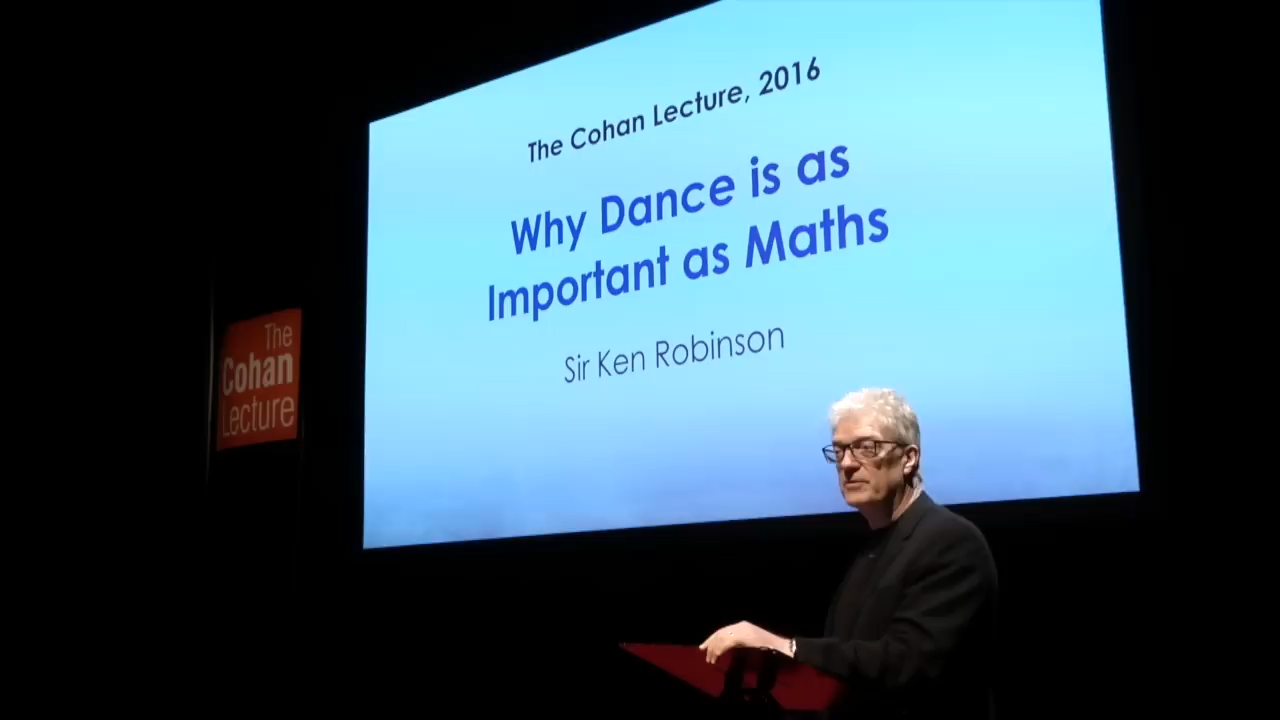 The Cohan Lecture, 2016
Why Dance is as
Important as Maths
Sir Ken Robinson
The
Cohan
Lecture